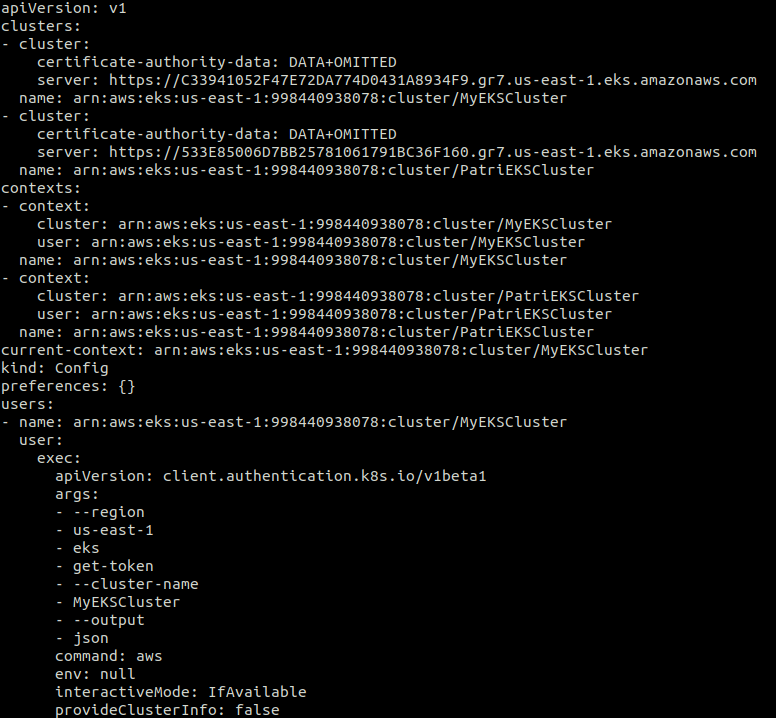 apiVersion: v1
clusters:
- cluster:
    certificate-authority-data: DATA+OMITTED
    server: https://C33941052F47E72DA774D0431A8934F9.gr7.us-east-1.eks.amazonaws.com
  name: arn:aws:eks:us-east-1:998440938078:cluster/MyEKSCluster
- cluster:
    certificate-authority-data: DATA+OMITTED
    server: https://533E85006D7BB25781061791BC36F160.gr7.us-east-1.eks.amazonaws.com
  name: arn:aws:eks:us-east-1:998440938078:cluster/PatriEKSCluster
contexts:
- context:
    cluster: arn:aws:eks:us-east-1:998440938078:cluster/MyEKSCluster
    user: arn:aws:eks:us-east-1:998440938078:cluster/MyEKSCluster
  name: arn:aws:eks:us-east-1:998440938078:cluster/MyEKSCluster
- context:
    cluster: arn:aws:eks:us-east-1:998440938078:cluster/PatriEKSCluster
    user: arn:aws:eks:us-east-1:998440938078:cluster/PatriEKSCluster
  name: arn:aws:eks:us-east-1:998440938078:cluster/PatriEKSCluster
current-context: arn:aws:eks:us-east-1:998440938078:cluster/MyEKSCluster
kind: Config
preferences: {}
users:
- name: arn:aws:eks:us-east-1:998440938078:cluster/MyEKSCluster
  user:
    exec:
      apiVersion: client.authentication.k8s.io/v1beta1
      args:
      - --region
      - us-east-1
      - eks
      - get-token
      - --cluster-name
      - MyEKSCluster
      - --output
      - json
      command: aws
      env: null
      interactiveMode: IfAvailable
      provideClusterInfo: false